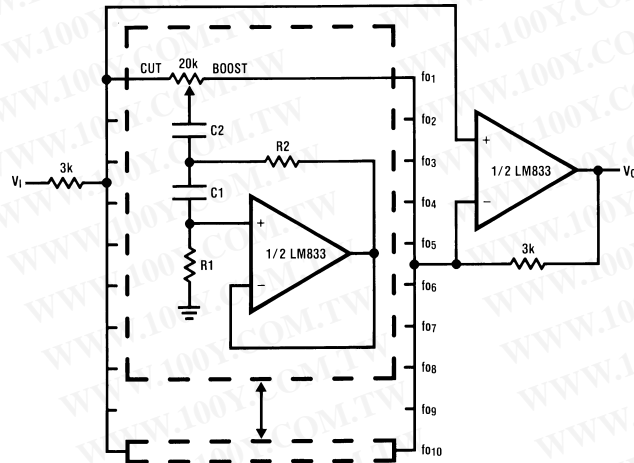 CUT 20k BOOST fo1
C2
fo2
R2
fo3
3k
VI
C1
fo4
+
1/2 LM833
VO
−
+
1/2 LM833
−
R1
fo5
3k
fo6
fo7
fo8
fo9
fo10
WWW.100Y.COM.TW